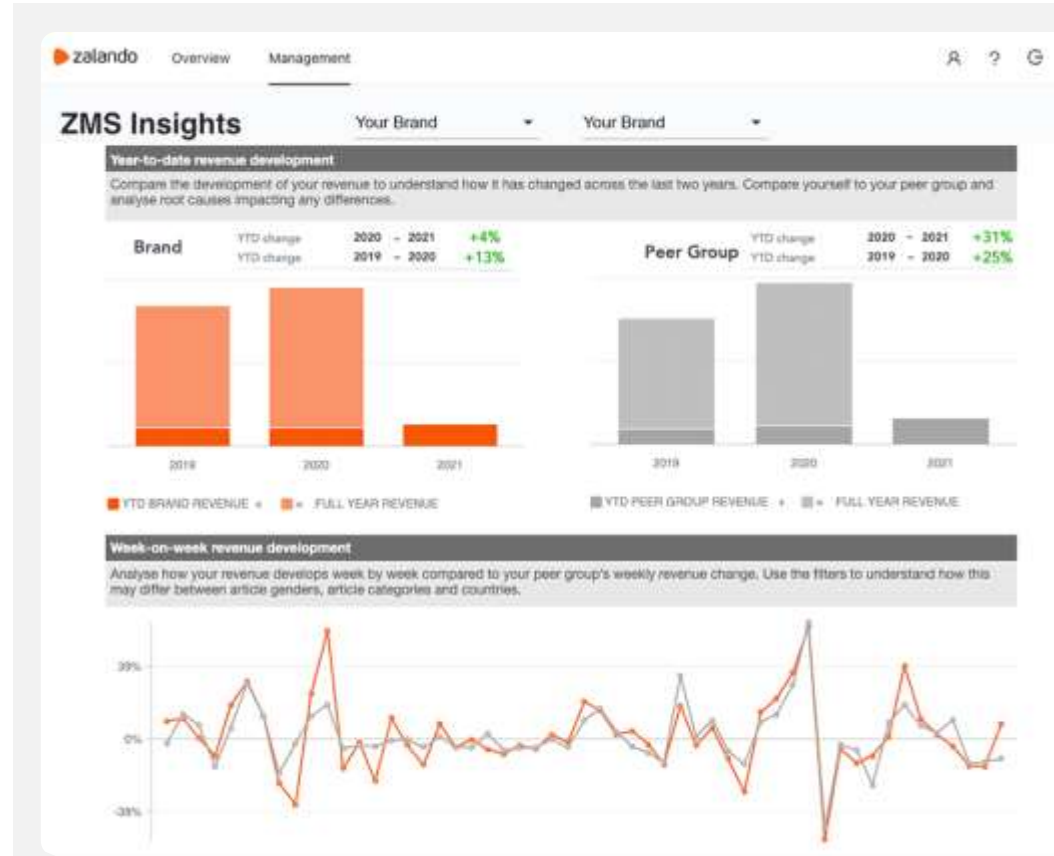 zalando Overview Management ?
ZMS Insights Your Brand Your Brand
Year-to-date revenue development
Compare the development of your revenue to understand how it has changed across the last two years. Compare yourself to your peer group and
analyse root causes impacting any differences.
Brand
YTD change 2020 - 2021 +4%
YTD change 2019 - 2020 +13%
Peer Group
YTD change 2020 - 2021 +31%
YTD change 2019 - 2020 +25%
2019 2020 2021
2019 2020 2021
YTD BRAND REVENUE + = FULL YEAR REVENUE
YTD PEER GROUP REVENUE + = FULL YEAR REVENUE
Week-on-week revenue development
Analyse how your revenue develops week by week compared to your peer group's weekly revenue change. Use the filters to understand how this
may differ between article genders, article categories and countries.
39%
0%
-38%